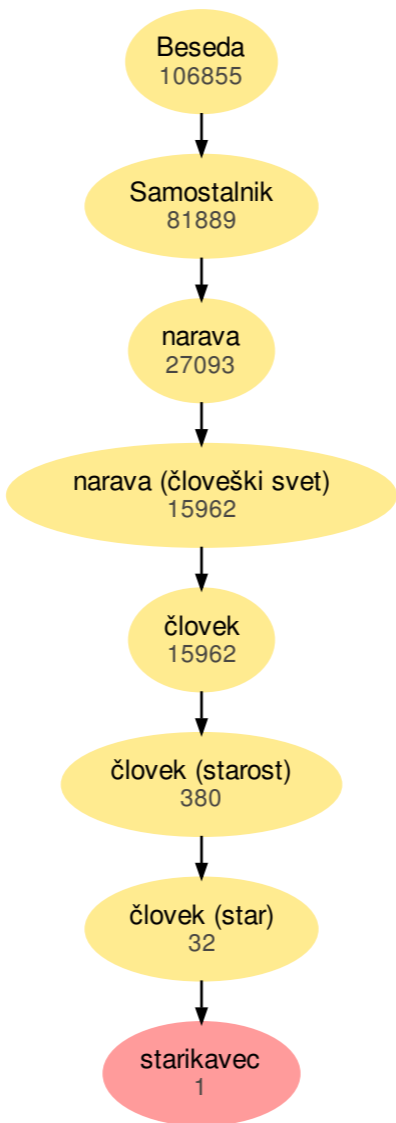 Beseda
106855
Samostalnik
81889
narava
27093
narava (človeški svet)
15962
človek
15962
človek (starost)
380
človek (star)
32
starikavec
1